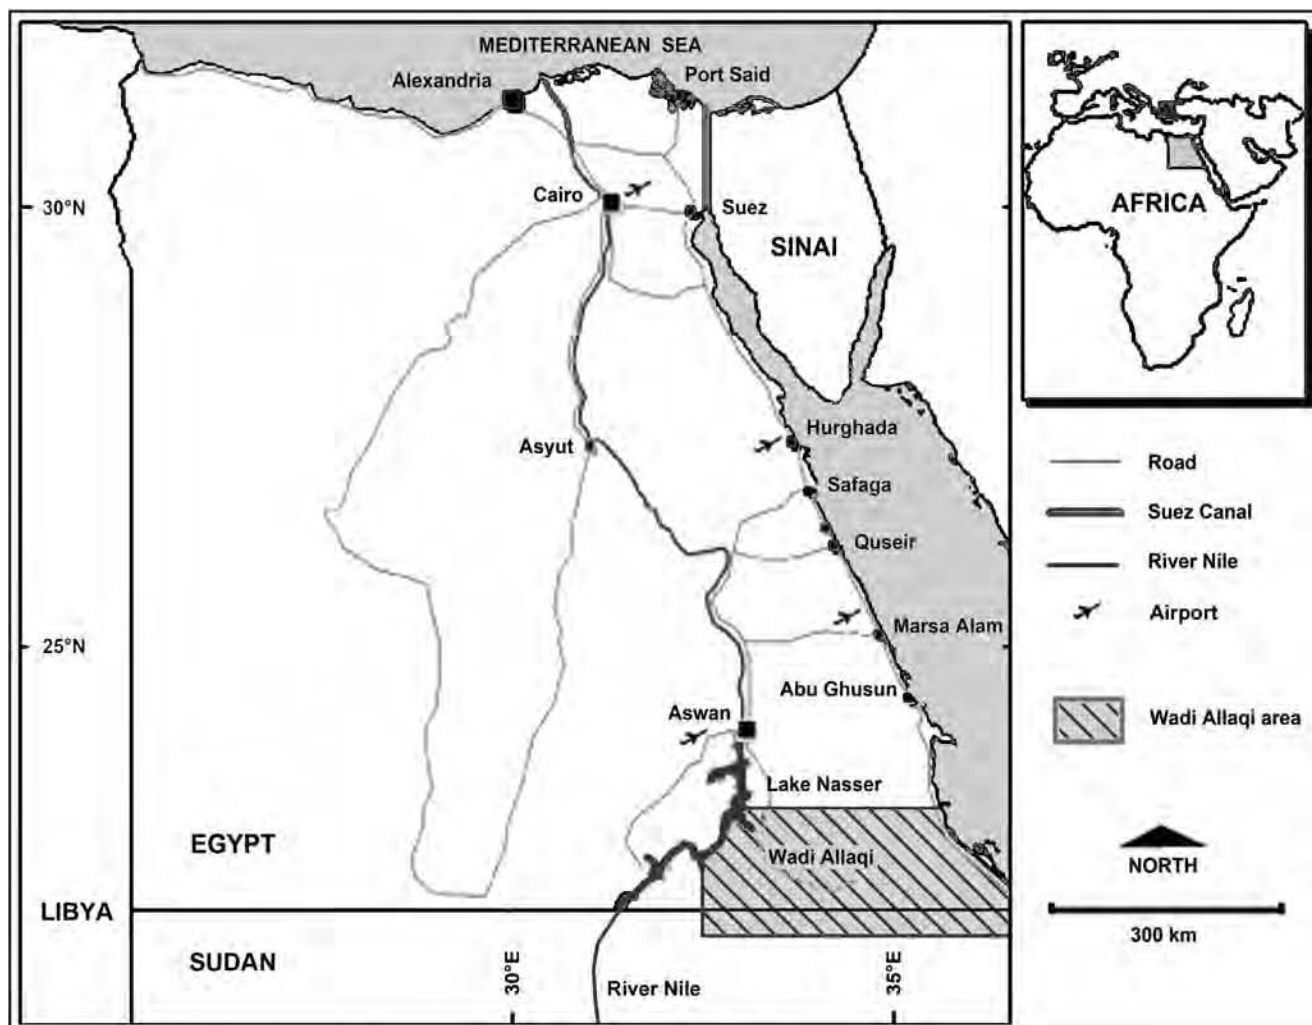 MEDITERRANEAN SEA
Alexandria
Port Said
Cairo
Suez
30°N
SINAI
AFRICA
Hurghada
Asyut
Safaga
Quseir
Marsa Alam
25°N
Abu Ghusun
Aswan
Lake Nasser
Wadi Allaqi
EGYPT
LIBYA
SUDAN
River Nile
30°E
35°E
Road
Suez Canal
River Nile
Airport
Wadi Allaqi area
NORTH
300 km